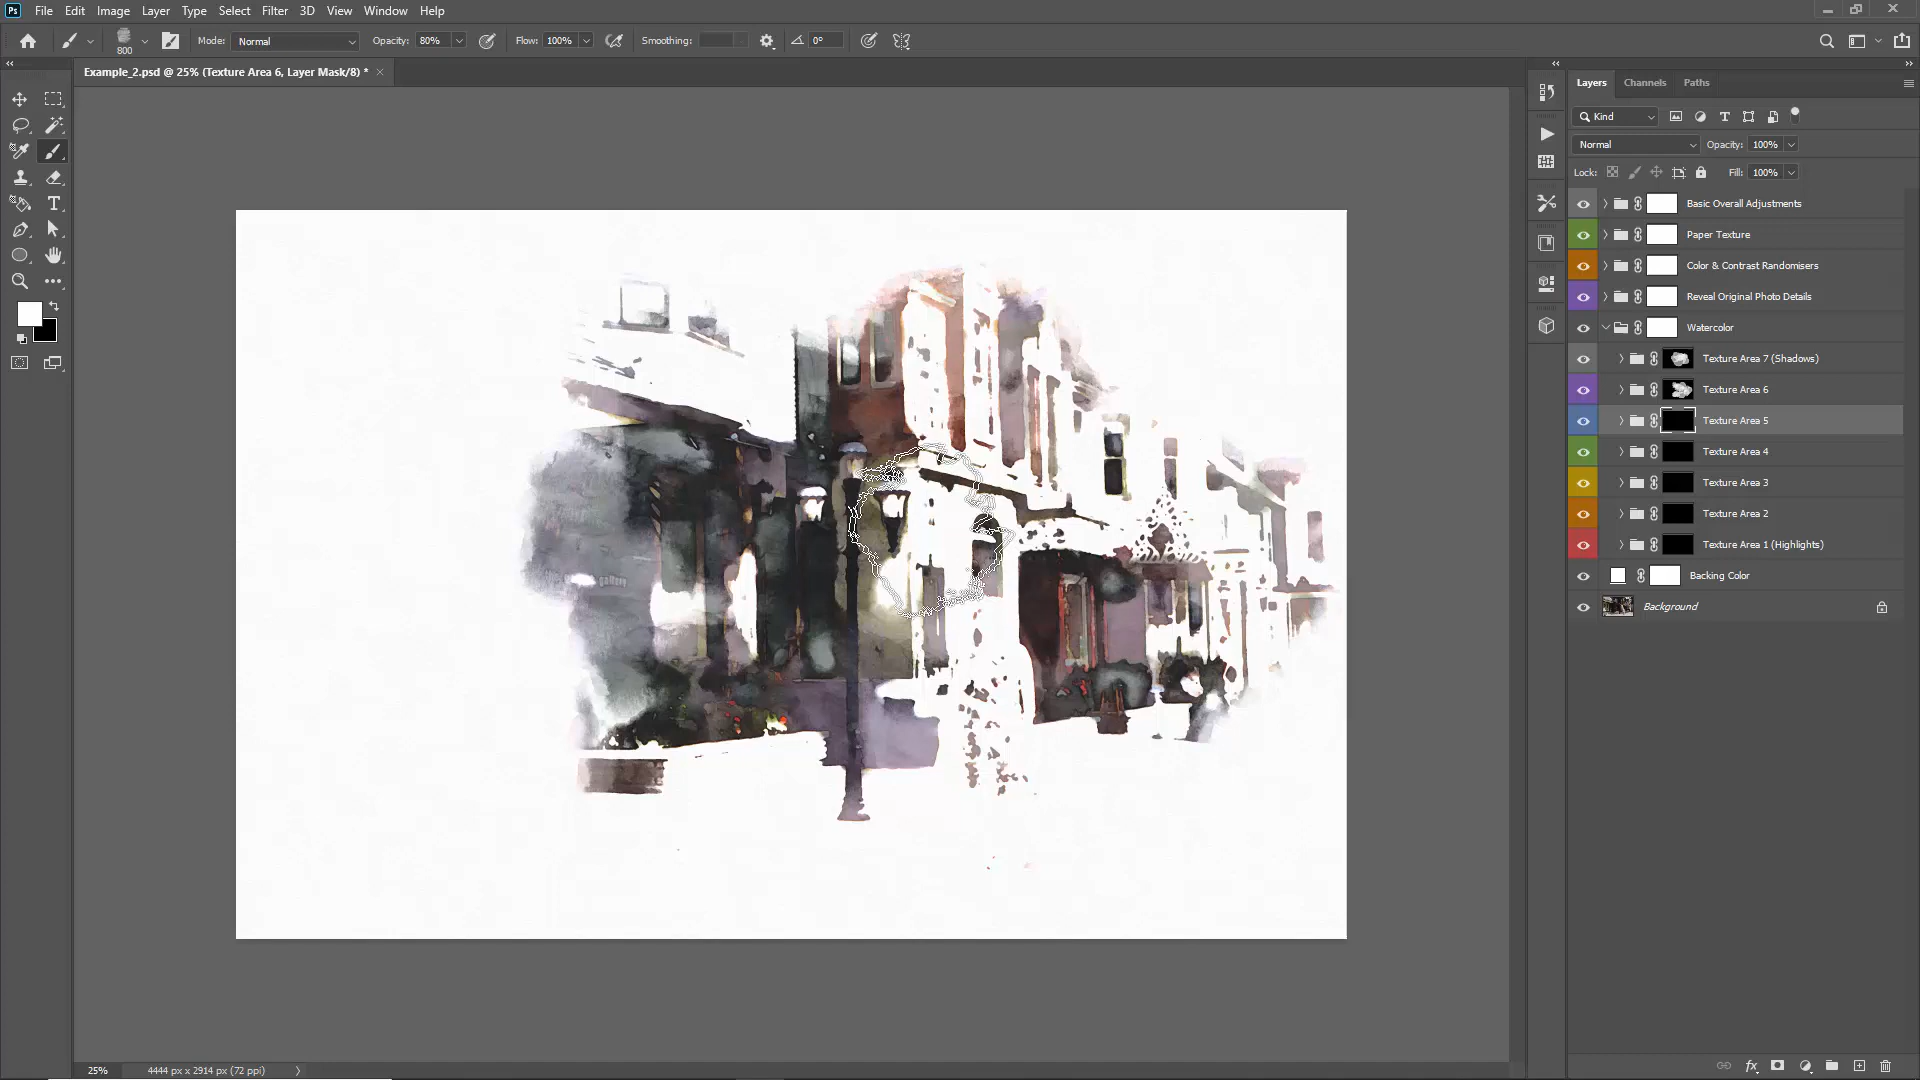 Ps File Edit Image Layer Type Select Filter 3D View Window Help
800 Mode: Normal Opacity: 80% Flow: 100% Smoothing: 0°
Example_2.psd @ 25% (Texture Area 6, Layer Mask/8) * ×
Layers Channels Paths
Kind
Normal Opacity: 100%
Lock: Fill: 100%
Basic Overall Adjustments
Paper Texture
Color & Contrast Randomisers
Reveal Original Photo Details
Watercolor
Texture Area 7 (Shadows)
Texture Area 6
Texture Area 5
Texture Area 4
Texture Area 3
Texture Area 2
Texture Area 1 (Highlights)
Backing Color
Background
gallery
25% 4444 px x 2914 px (72 ppi)